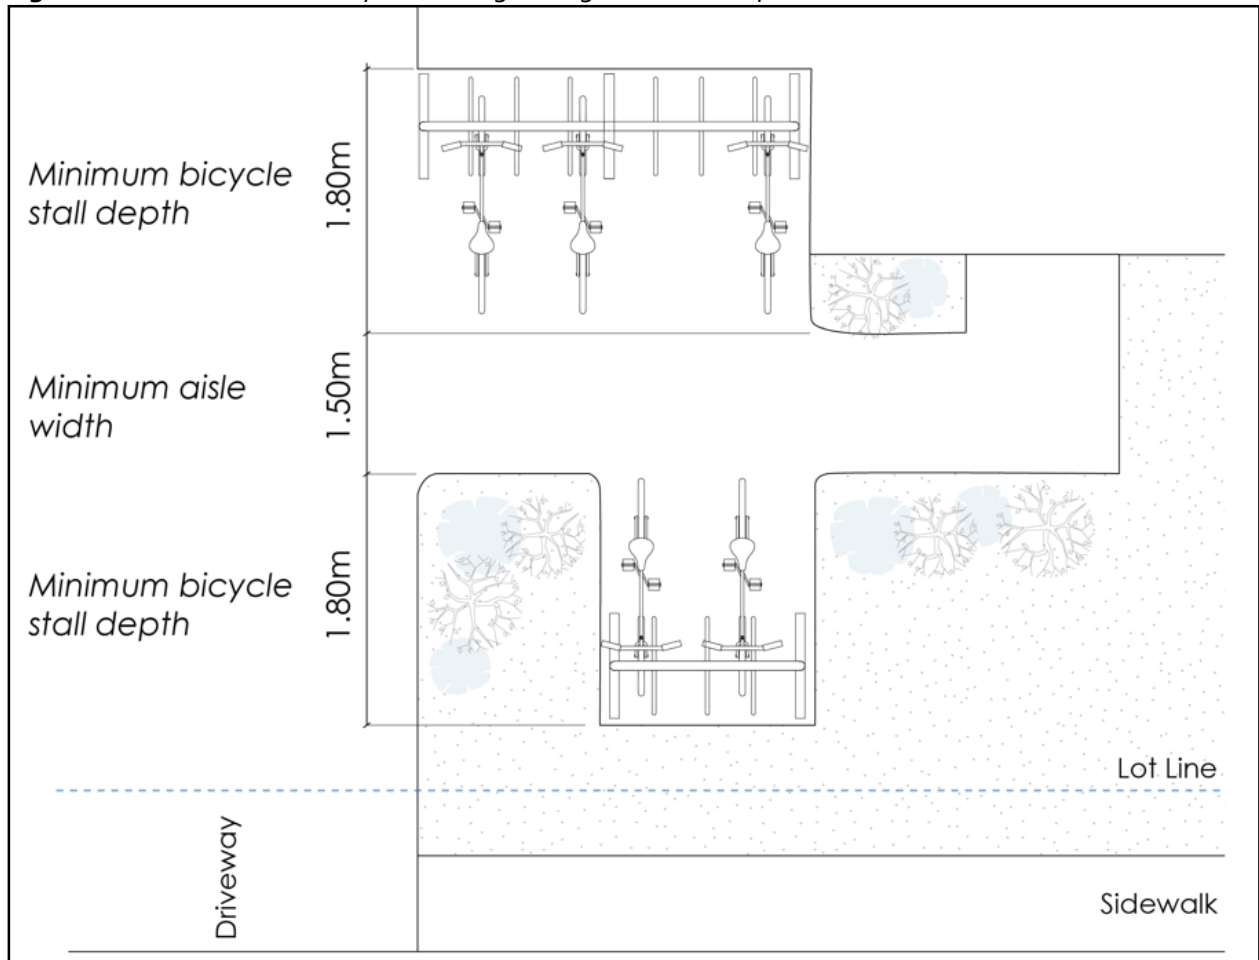 Minimum bicycle
stall depth
1.80m
Minimum aisle
width
1.50m
Minimum bicycle
stall depth
1.80m
Lot Line
Driveway
Sidewalk